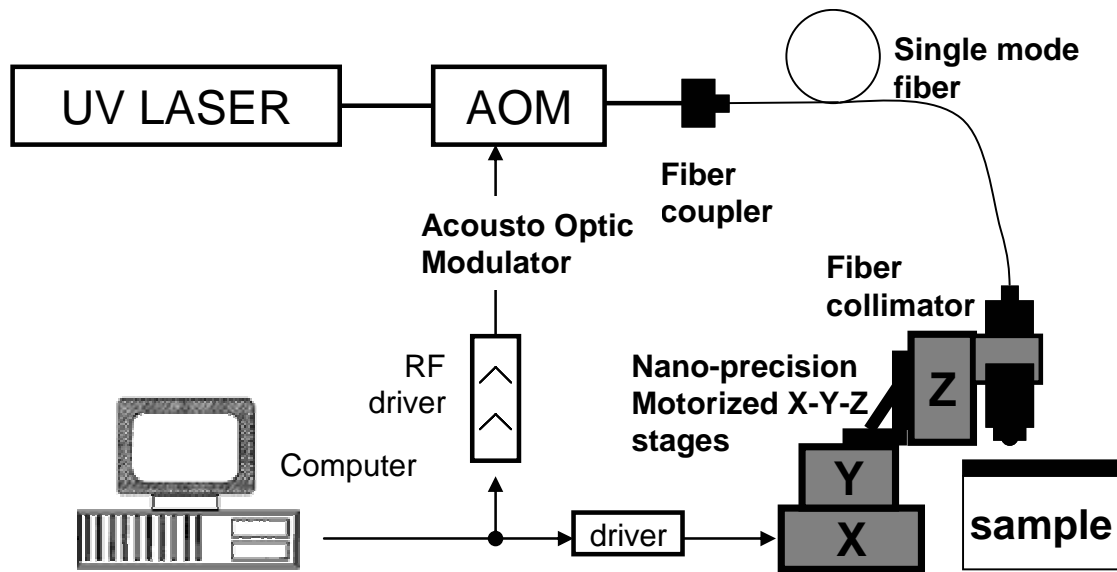 Single mode
fiber
UV LASER
AOM
Fiber
coupler
Acousto Optic
Modulator
Fiber
collimator
RF
driver
Nano-precision
Motorized X-Y-Z
stages
Z
Computer
Y
sample
driver
X